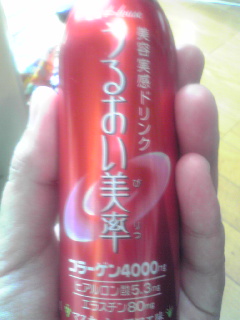 美容実感ドリンク
うるおい美率
コラーゲン4000mg
ヒアルロン酸5.3mg
エラスチン80mg